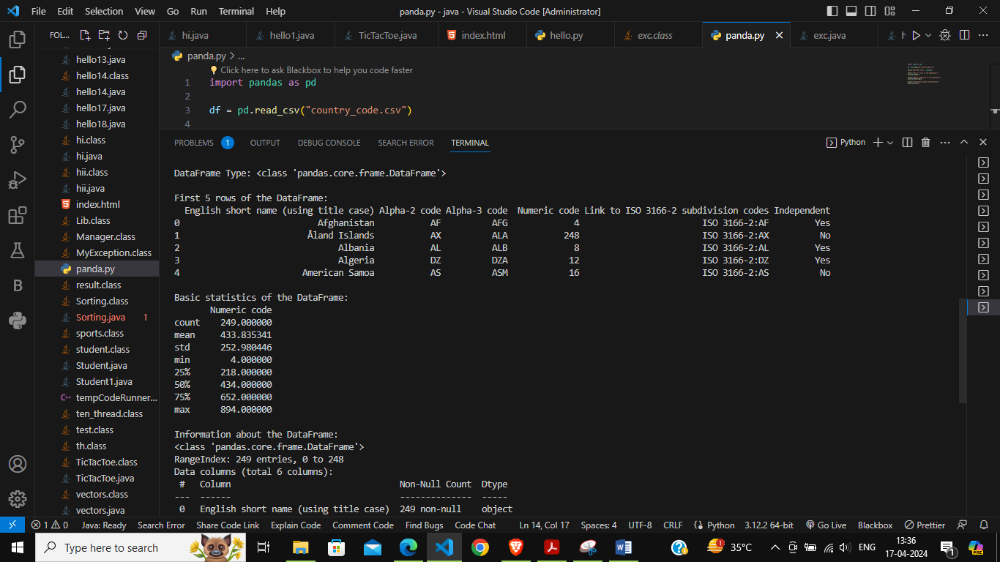 File Edit Selection View Go Run Terminal Help panda.py - java - Visual Studio Code [Administrator]
FOL...
hi.java hello1.java TicTacToe.java index.html hello.py exc.class panda.py exc.java
panda.py > ...
Click here to ask Blackbox to help you code faster
1 import pandas as pd
2
3 df = pd.read_csv("country_code.csv")
4
hello13.java
hello14.class
hello14.java
hello17.java
hello18.java
hi.class
hi.java
hii.class
hii.java
index.html
Lib.class
Manager.class
MyException.class
panda.py
result.class
Sorting.class
Sorting.java 1
sports.class
student.class
Student.java
Student1.java
tempCodeRunner...
ten_thread.class
test.class
th.class
TicTacToe.class
TicTacToe.java
vectors.class
vectors.java
PROBLEMS 1 OUTPUT DEBUG CONSOLE SEARCH ERROR TERMINAL Python
DataFrame Type: <class 'pandas.core.frame.DataFrame'>
First 5 rows of the DataFrame:
English short name (using title case) Alpha-2 code Alpha-3 code Numeric code Link to ISO 3166-2 subdivision codes Independent
0 Afghanistan AF AFG 4 ISO 3166-2:AF Yes
1 Åland Islands AX ALA 248 ISO 3166-2:AX No
2 Albania AL ALB 8 ISO 3166-2:AL Yes
3 Algeria DZ DZA 12 ISO 3166-2:DZ Yes
4 American Samoa AS ASM 16 ISO 3166-2:AS No
Basic statistics of the DataFrame:
Numeric code
count 249.000000
mean 433.835341
std 252.980446
min 4.000000
25% 218.000000
50% 434.000000
75% 652.000000
max 894.000000
Information about the DataFrame:
<class 'pandas.core.frame.DataFrame'>
RangeIndex: 249 entries, 0 to 248
Data columns (total 6 columns):
# Column Non-Null Count Dtype
--- ------ -------------- -----
0 English short name (using title case) 249 non-null object
1 0 Java: Ready Search Error Share Code Link Explain Code Comment Code Find Bugs Code Chat Ln 14, Col 17 Spaces: 4 UTF-8 CRLF Python 3.12.2 64-bit Go Live Blackbox Prettier
Type here to search 35°C ENG 13:36
17-04-2024